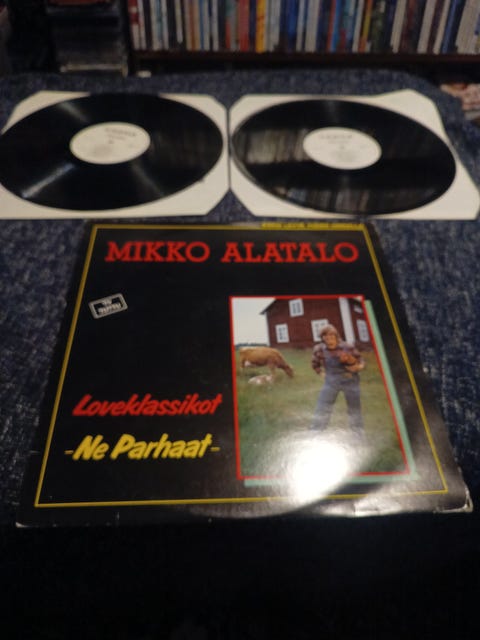 MIKKO ALATALO
Loveklassikot
-Ne Parhaat-